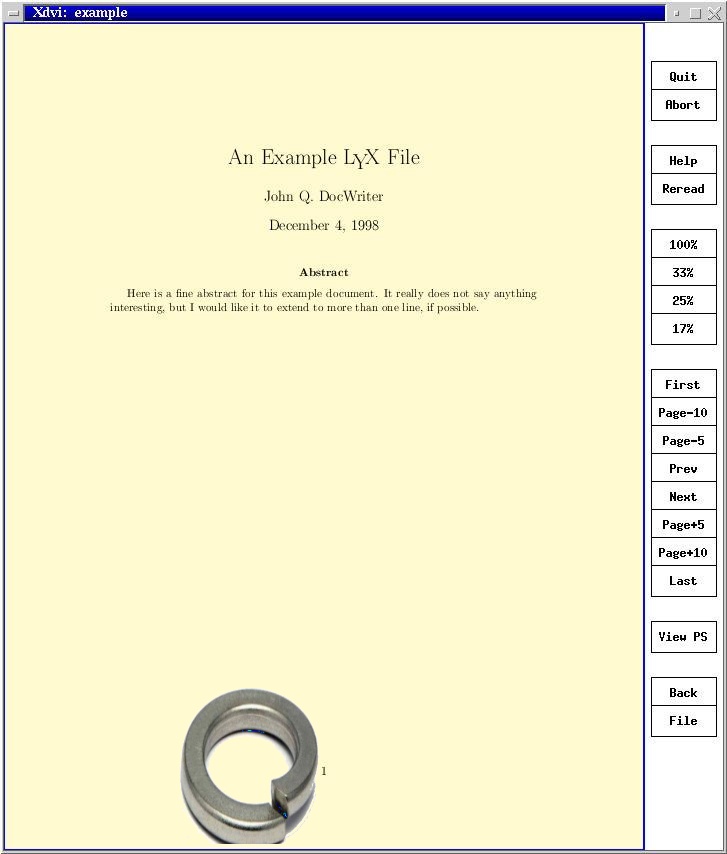 Xdvi: example
An Example LYX File
John Q. DocWriter
December 4, 1998
Abstract
Here is a fine abstract for this example document. It really does not say anything
interesting, but I would like it to extend to more than one line, if possible.
1
Quit
Abort
Help
Reread
100%
33%
25%
17%
First
Page-10
Page-5
Prev
Next
Page+5
Page+10
Last
View PS
Back
File